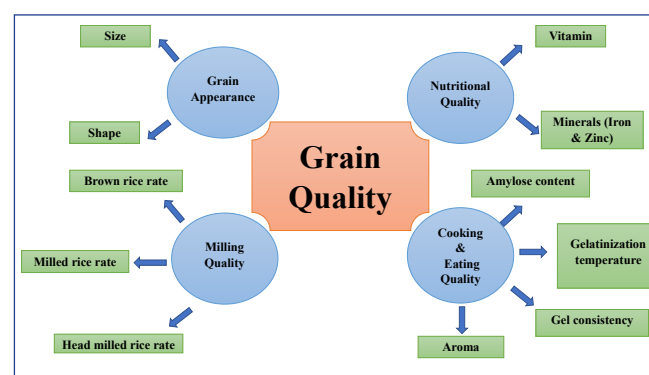 Size
Grain
Appearance
Shape
Vitamin
Nutritional
Quality
Minerals (Iron
& Zinc)
Grain
Quality
Brown rice rate
Milling
Quality
Milled rice rate
Head milled rice rate
Amylose content
Cooking
&
Eating
Quality
Gelatinization
temperature
Gel consistency
Aroma